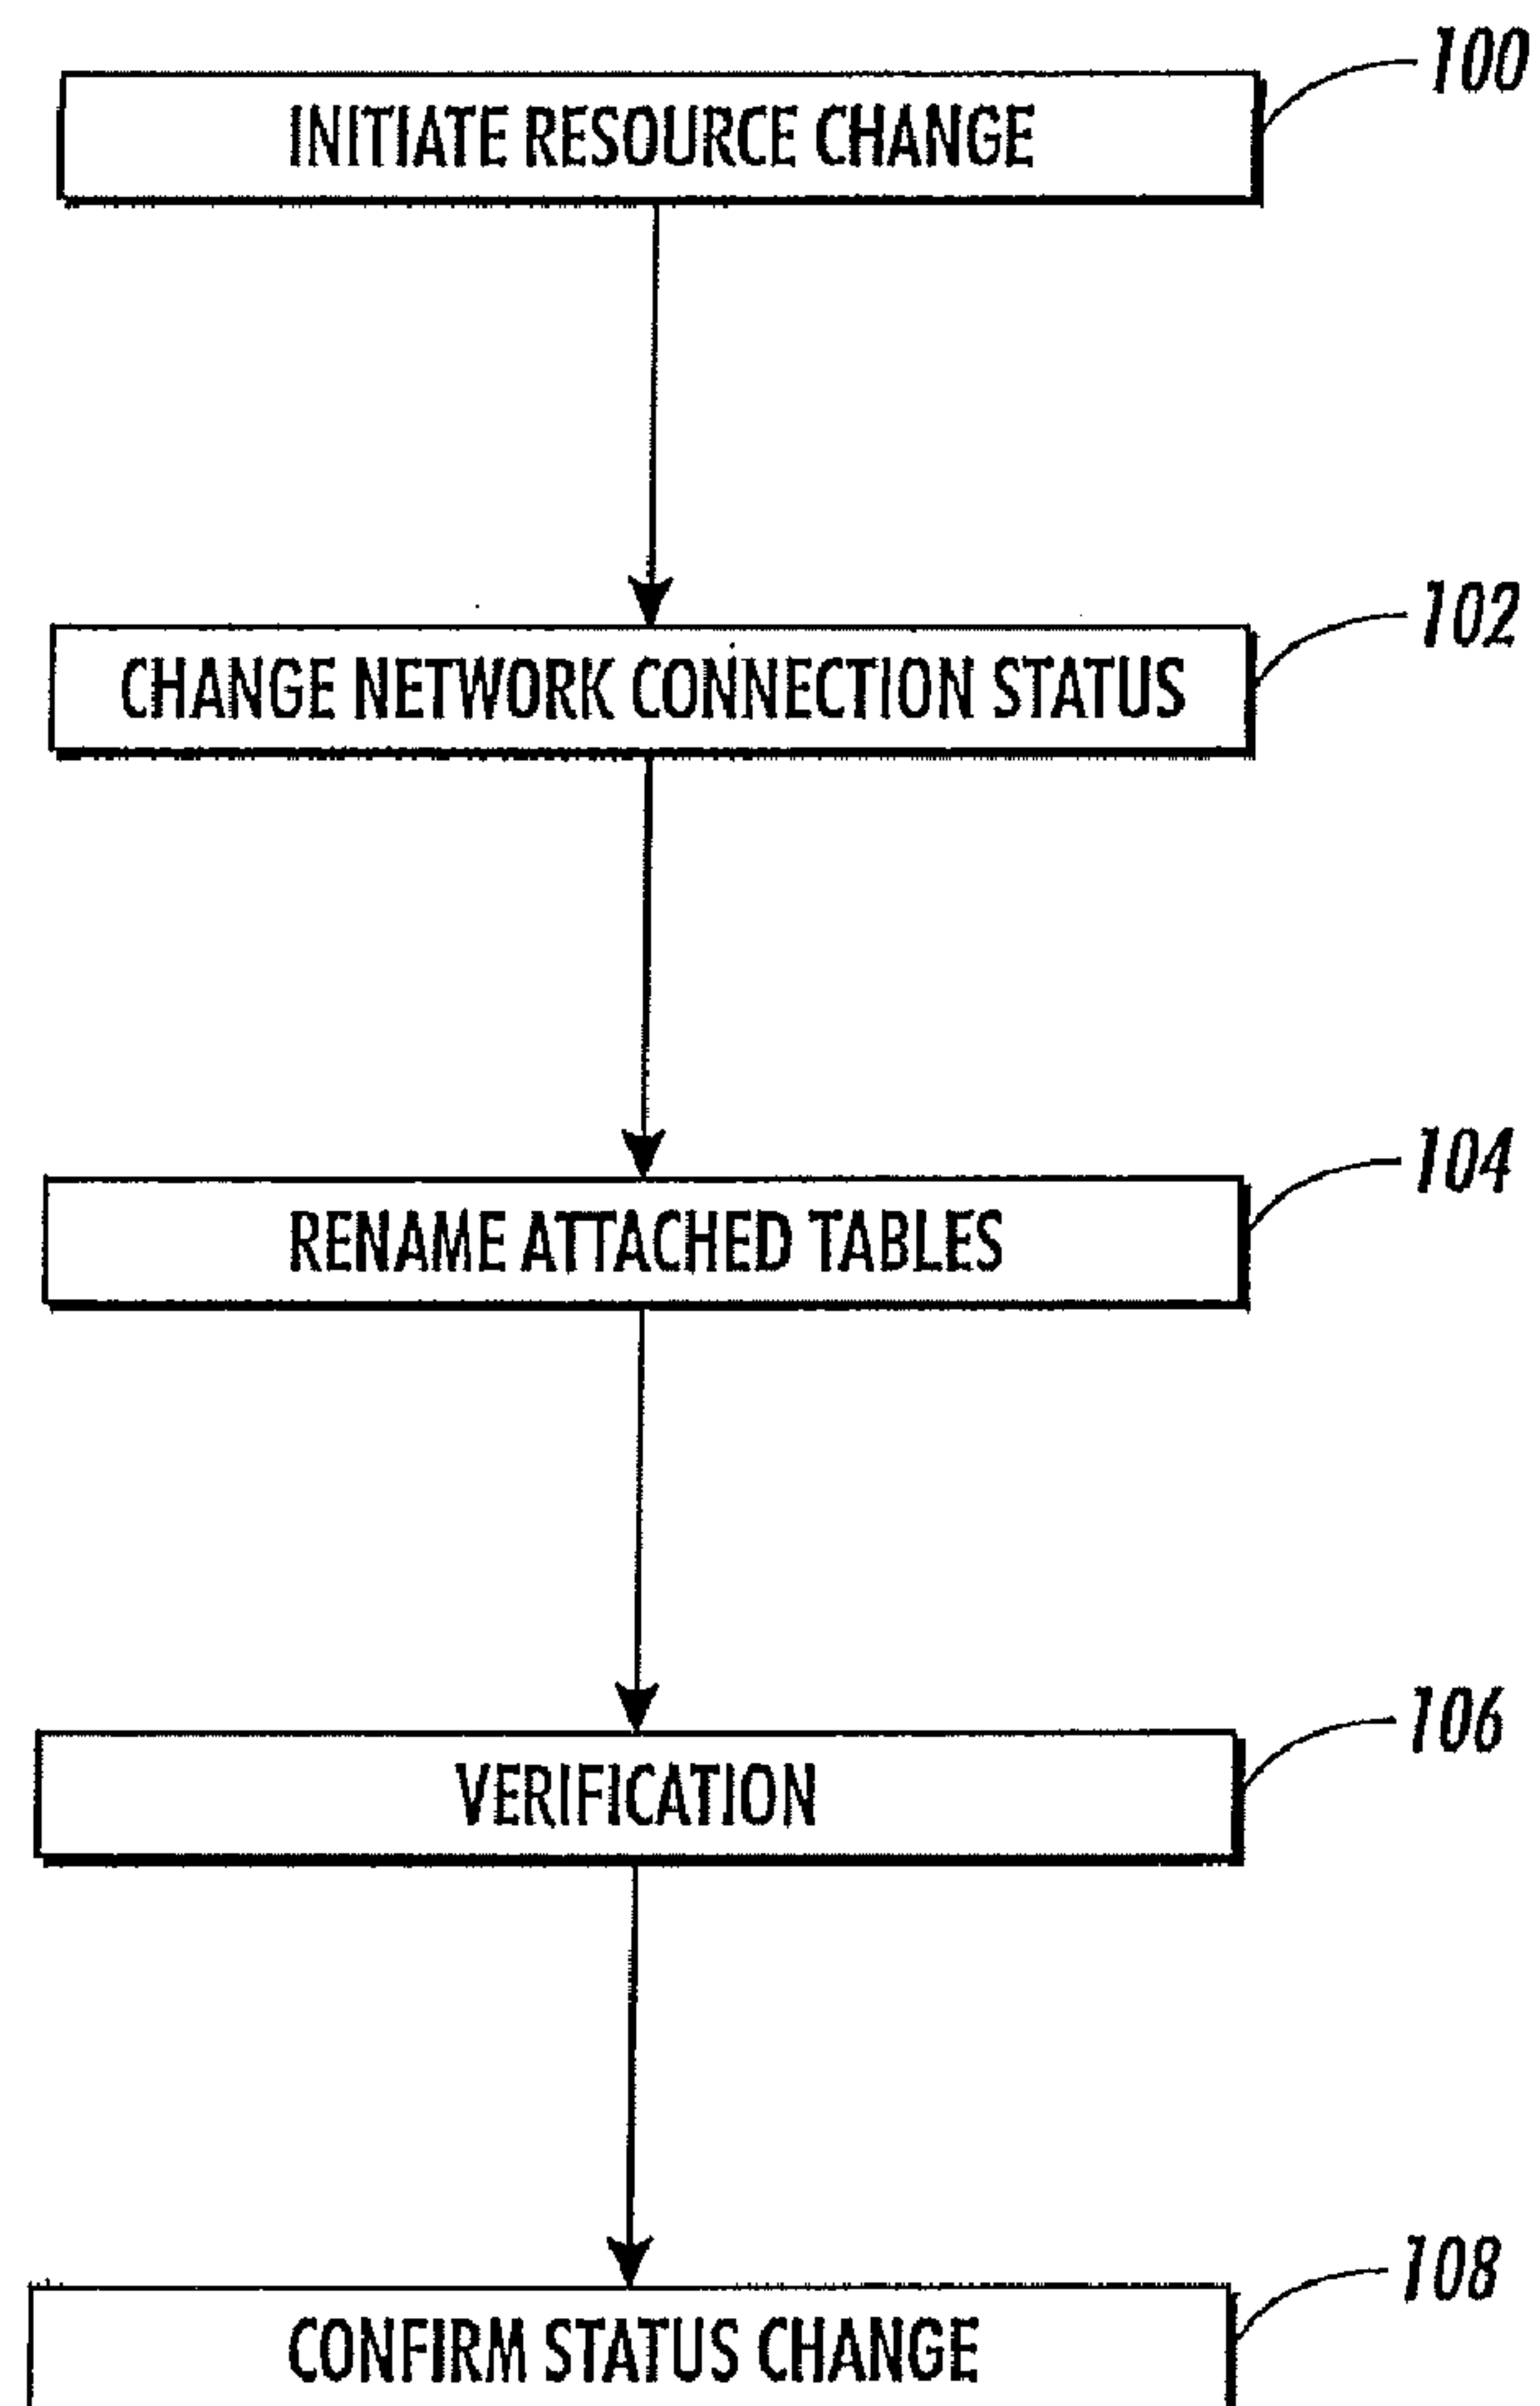 100
INITIATE RESOURCE CHANGE
102
CHANGE NETWORK CONNECTION STATUS
104
RENAME ATTACHED TABLES
106
VERIFICATION
108
CONFIRM STATUS CHANGE